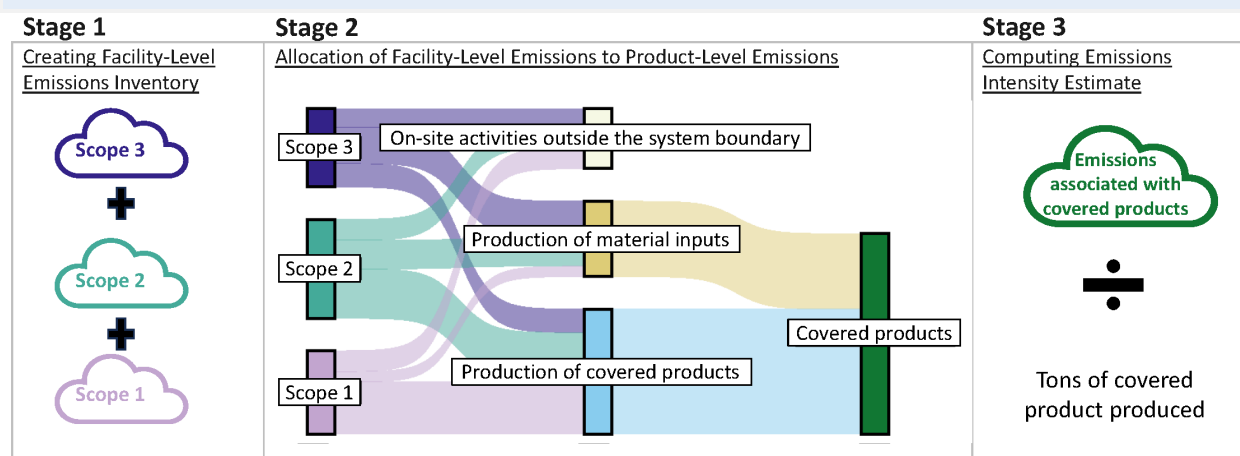 Stage 1
Creating Facility-Level
Emissions Inventory
Scope 3
Scope 2
Scope 1
Stage 2
Allocation of Facility-Level Emissions to Product-Level Emissions
Scope 3
On-site activities outside the system boundary
Production of material inputs
Scope 2
Covered products
Production of covered products
Scope 1
Stage 3
Computing Emissions
Intensity Estimate
Emissions
associated with
covered products
Tons of covered
product produced